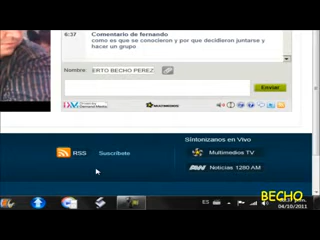 6:37 Comentario de fernando
como es que se conocieron y por que decidieron juntarse y
hacer un grupo
Nombre: ERTO BECHO PEREZ
Enviar
MULTIMEDIOS
Síntonizanos en Vivo
RSS Suscríbete
Multimedios TV
Noticias 1280 AM
ES
BECHO
04/10/2011